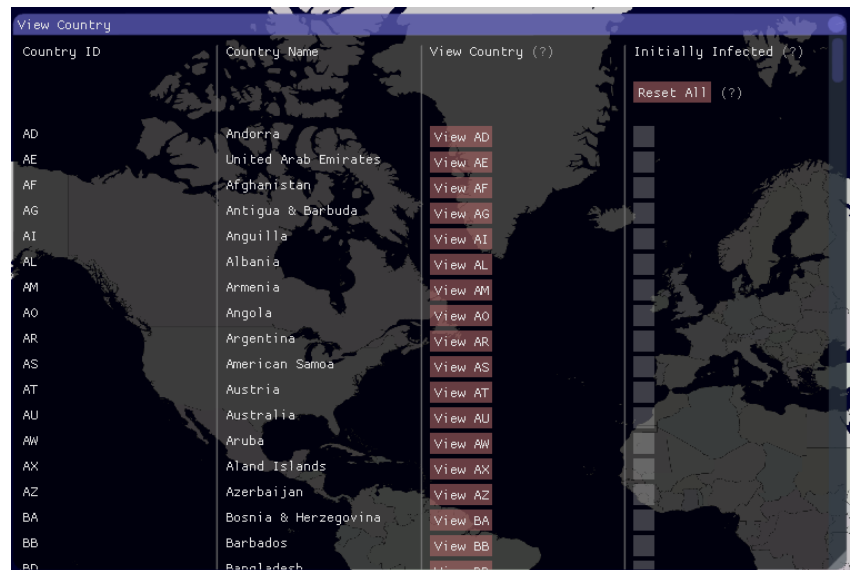 View Country
Country ID Country Name View Country (?) Initially Infected (?)
Reset All (?)
AD Andorra View AD
AE United Arab Emirates View AE
AF Afghanistan View AF
AG Antigua & Barbuda View AG
AI Anguilla View AI
AL Albania View AL
AM Armenia View AM
AO Angola View AO
AR Argentina View AR
AS American Samoa View AS
AT Austria View AT
AU Australia View AU
AW Aruba View AW
AX Aland Islands View AX
AZ Azerbaijan View AZ
BA Bosnia & Herzegovina View BA
BB Barbados View BB
BD Bangladesh